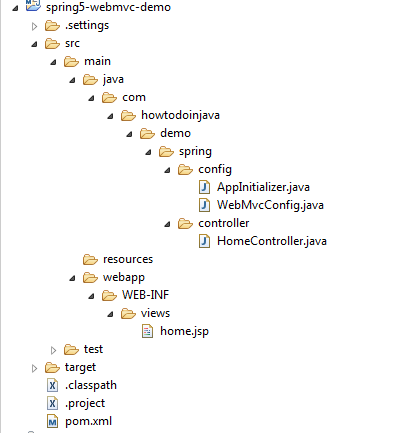 spring5-webmvc-demo
.settings
src
main
java
com
howtodoinjava
demo
spring
config
AppInitializer.java
WebMvcConfig.java
controller
HomeController.java
resources
webapp
WEB-INF
views
home.jsp
test
target
.classpath
.project
pom.xml